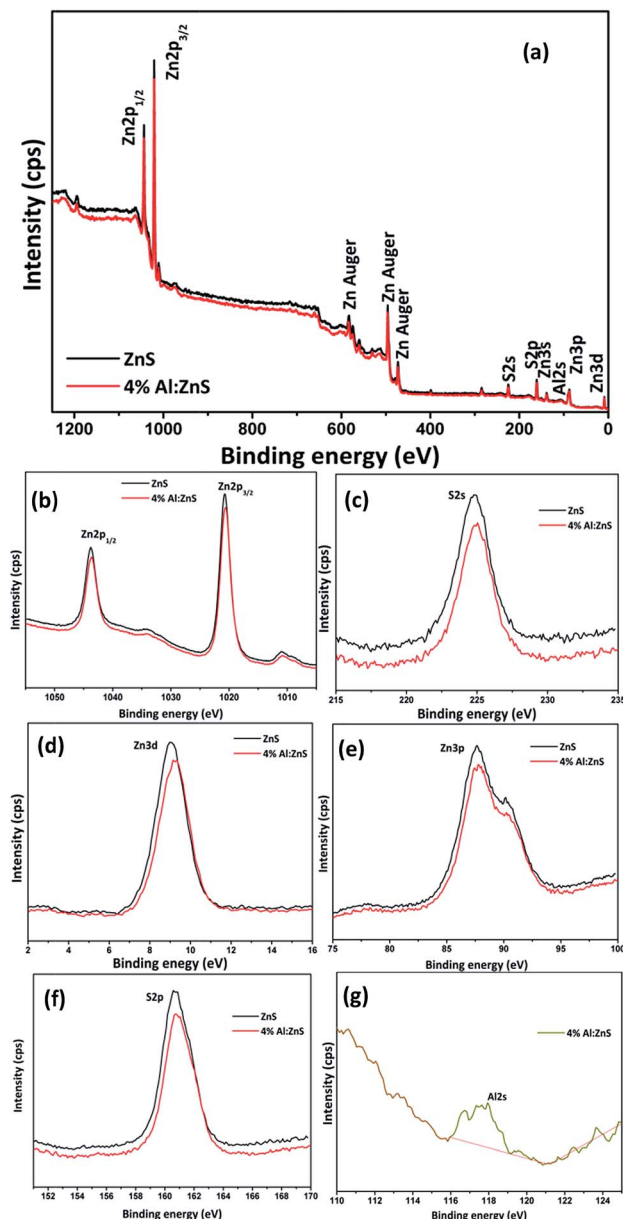 (a)
Zn2p3/2
Zn2p1/2
Zn Auger
Zn Auger
Zn Auger
S2s
S2p
Zn3s
Al2s
Zn3p
Zn3d
ZnS
4% Al:ZnS
Intensity (cps)
1200 1000 800 600 400 200 0
Binding energy (eV)
(b)
ZnS
4% Al:ZnS
Zn2p3/2
Zn2p1/2
Intensity (cps)
1050 1040 1030 1020 1010
Binding energy (eV)
(c)
S2s
ZnS
4% Al:ZnS
Intensity (cps)
215 220 225 230 235
Binding energy (eV)
(d)
Zn3d
ZnS
4% Al:ZnS
Intensity (cps)
2 4 6 8 10 12 14 16
Binding enegy (eV)
(e)
Zn3p
ZnS
4% Al:ZnS
Intensity (cps)
75 80 85 90 95 100
Binding energy (eV)
(f)
S2p
ZnS
4% Al:ZnS
Intensity (cps)
152 154 156 158 160 162 164 166 168 170
Binding energy (eV)
(g)
4% Al:ZnS
Al2s
Intensity (cps)
110 112 114 116 118 120 122 124
Binding energy (eV)